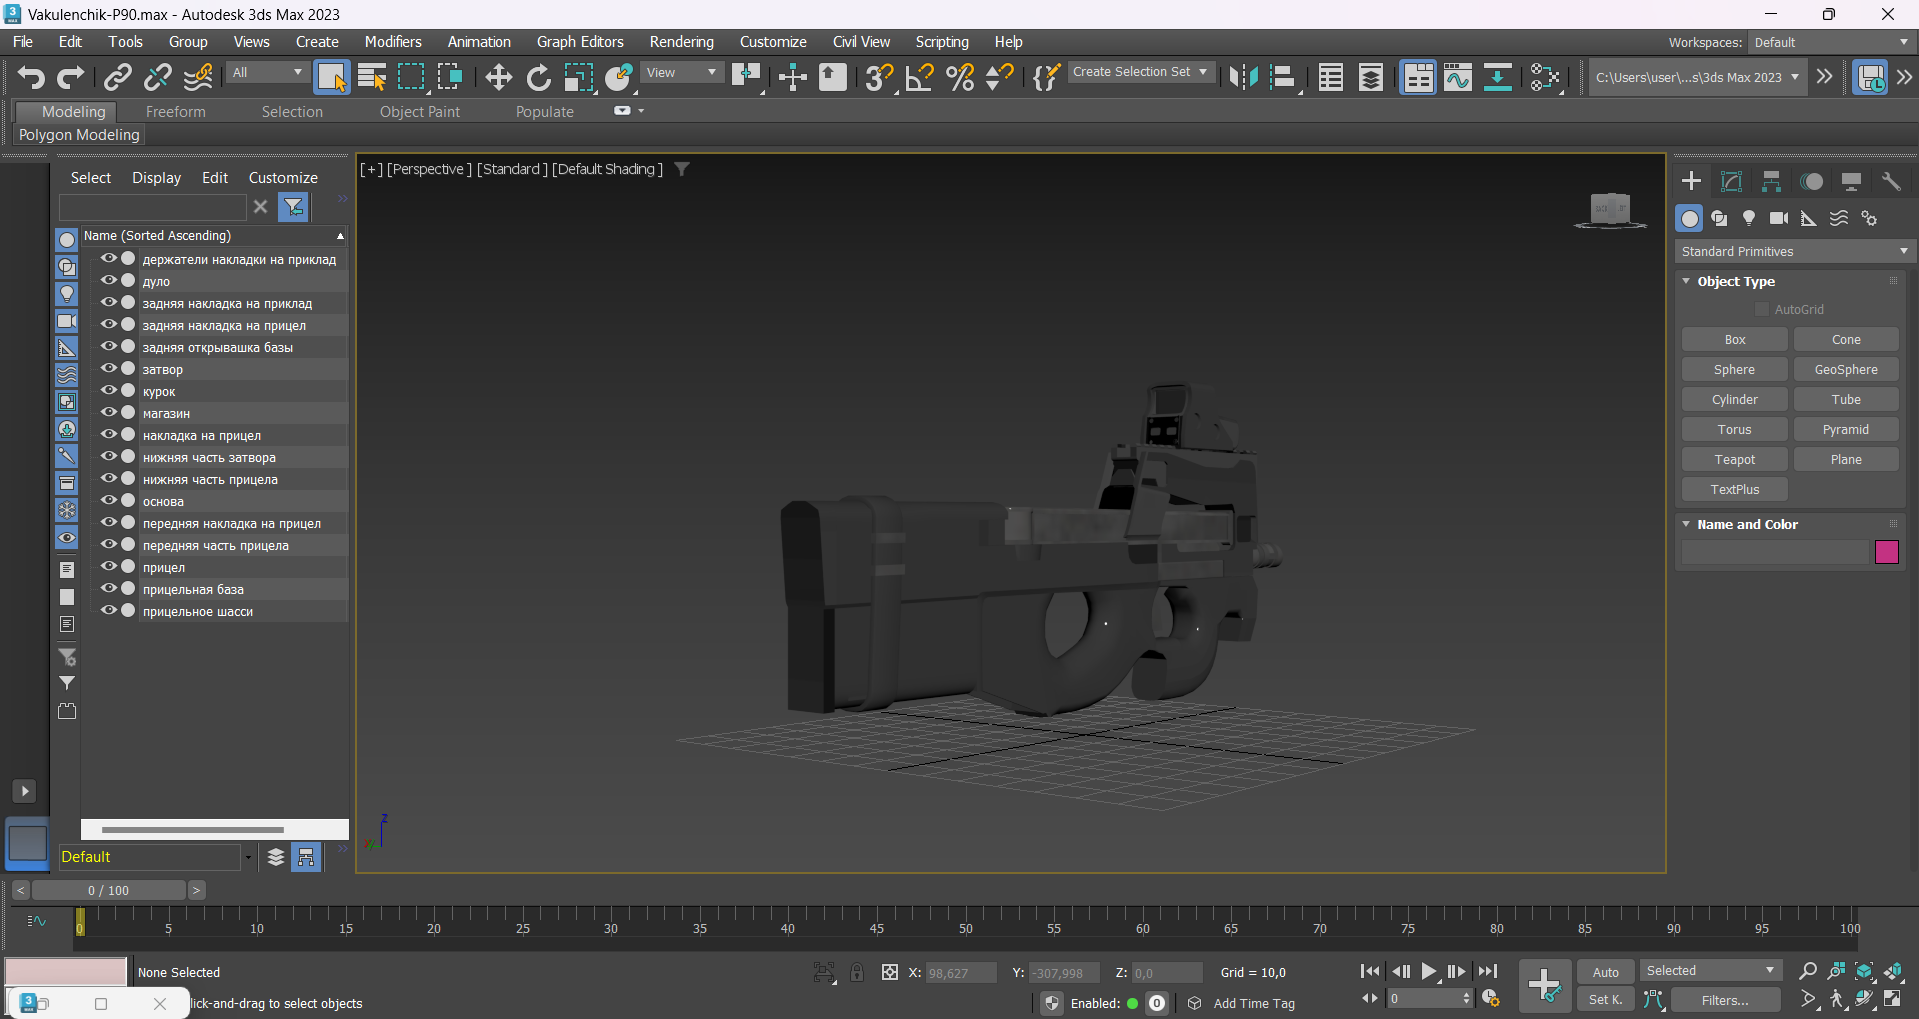 Vakulenchik-P90.max - Autodesk 3ds Max 2023
File Edit Tools Group Views Create Modifiers Animation Graph Editors Rendering Customize Civil View Scripting Help
Workspaces: Default
All
View
Create Selection Set
C:\Users\user\...s\3ds Max 2023
Modeling Freeform Selection Object Paint Populate
Polygon Modeling
Select Display Edit Customize
Name (Sorted Ascending)
держатели накладки на приклад
дуло
задняя накладка на приклад
задняя накладка на прицел
задняя открывашка базы
затвор
курок
магазин
накладка на прицел
нижняя часть затвора
нижняя часть прицела
основа
передняя накладка на прицел
передняя часть прицела
прицел
прицельная база
прицельное шасси
Default
[+] [Perspective ] [Standard ] [Default Shading ]
z
Standard Primitives
Object Type
AutoGrid
Box Cone
Sphere GeoSphere
Cylinder Tube
Torus Pyramid
Teapot Plane
TextPlus
Name and Color
< 0 / 100 >
0 5 10 15 20 25 30 35 40 45 50 55 60 65 70 75 80 85 90 95 100
None Selected
X: 98,627 Y: -307,998 Z: 0,0 Grid = 10,0
lick-and-drag to select objects
Enabled: 0 Add Time Tag
0
Auto Selected
Set K. Filters...